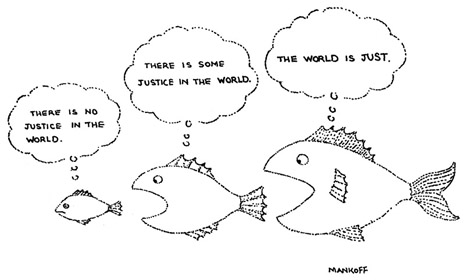 THERE IS NO
JUSTICE IN THE
WORLD.
THERE IS SOME
JUSTICE IN THE WORLD.
THE WORLD IS JUST.
MANKOFF